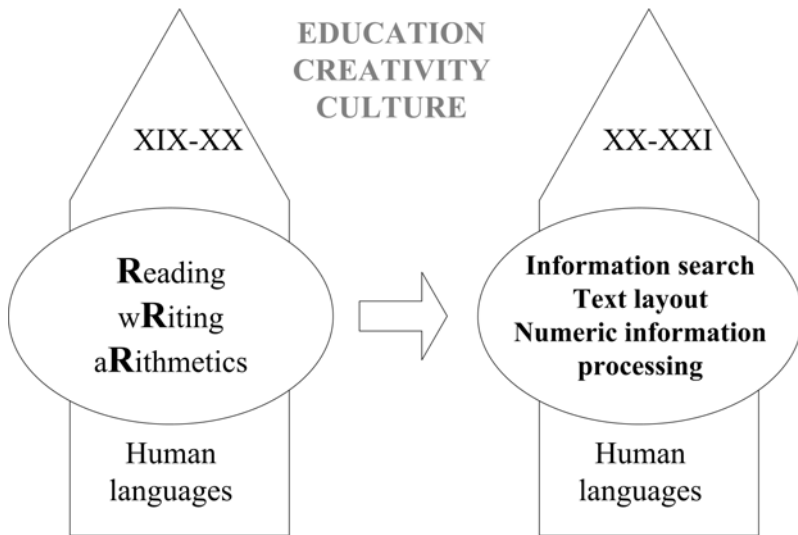 EDUCATION
CREATIVITY
CULTURE
XIX-XX
Reading
wRiting
aRithmetics
Human
languages
XX-XXI
Information search
Text layout
Numeric information
processing
Human
languages